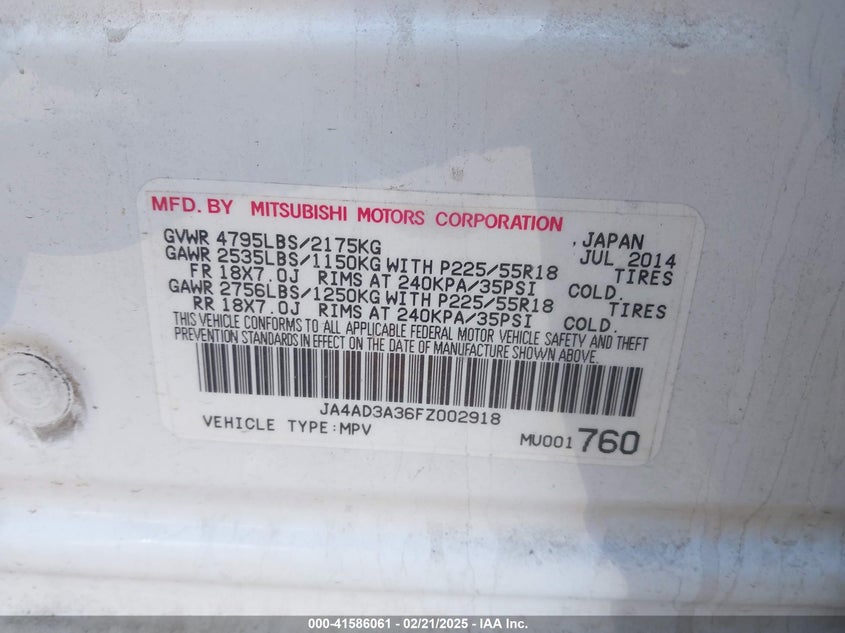 MFD. BY MITSUBISHI MOTORS CORPORATION
GVWR 4795LBS/2175KG , JAPAN
GAWR 2535LBS/1150KG WITH P225/55R18 JUL 2014
FR 18X7.0J RIMS AT 240KPA/35PSI TIRES COLD.
GAWR 2756LBS/1250KG WITH P225/55R18 TIRES
RR 18X7.0J RIMS AT 240KPA/35PSI COLD.
THIS VEHICLE CONFORMS TO ALL APPLICABLE FEDERAL MOTOR VEHICLE SAFETY AND THEFT
PREVENTION STANDARDS IN EFFECT ON THE DATE OF MANUFACTURE SHOWN ABOVE.
JA4AD3A36FZ002918
VEHICLE TYPE:MPV MU001 760
000-41586061 - 02/21/2025 - IAA Inc.